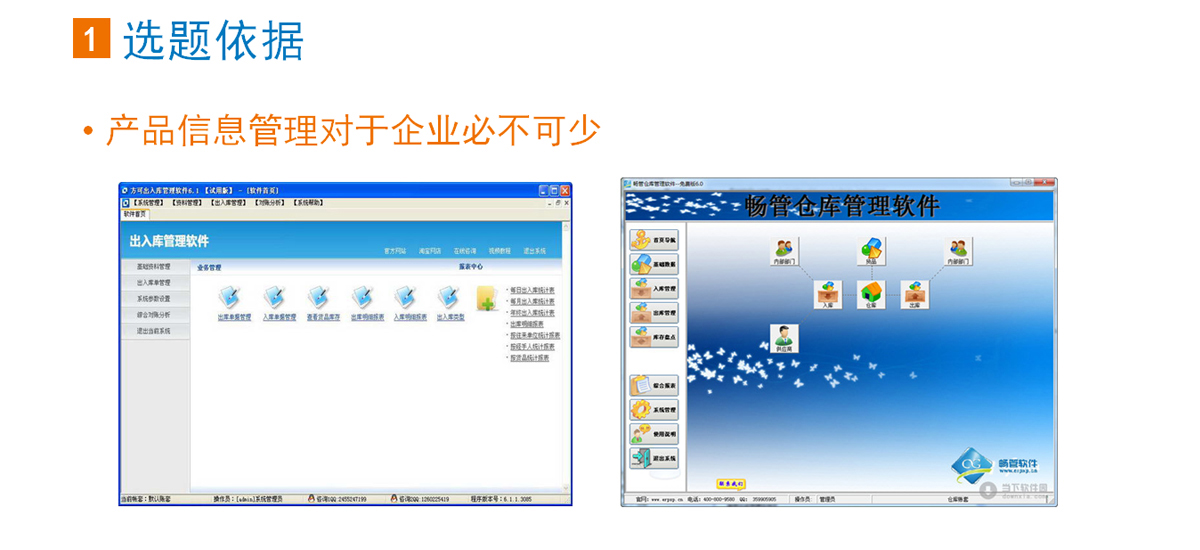 1 选题依据
• 产品信息管理对于企业必不可少
方可出入库管理软件6.1 【试用版】 - [软件首页]
【系统管理】 【资料管理】 【出入库管理】 【对账分析】 【系统帮助】
软件首页
出入库管理软件
官方网站 淘宝网店 在线咨询 视频教程 退出系统
基础资料管理
出入库单管理
系统参数设置
综合对账分析
退出当前系统
业务管理
出库单据管理 入库单据管理 查看货品库存 出库明细报表 入库明细报表 出入库类型
报表中心
每日出入库统计表
每月出入库统计表
年终出入库统计表
出库明细报表
按往来单位统计报表
按经手人统计报表
按货品统计报表
当前帐套：默认账套 操作员：[admin]系统管理员 咨询QQ:2455247199 咨询QQ:1260225419 程序版本号：6.1.1.3085
畅管仓库管理软件--免费版6.0
畅管仓库管理软件
首页导航
基础数据
入库管理
出库管理
库存盘点
综合报表
系统管理
使用说明
退出系统
内部部门 货品 内部部门
入库 仓库 出库
供应商
畅管软件
www.erpsp.cn
联系我们
当下软件园
官网：www.erpsp.cn 电话：400-800-9580 QQ：359905905 操作员 管理员 仓库帐套